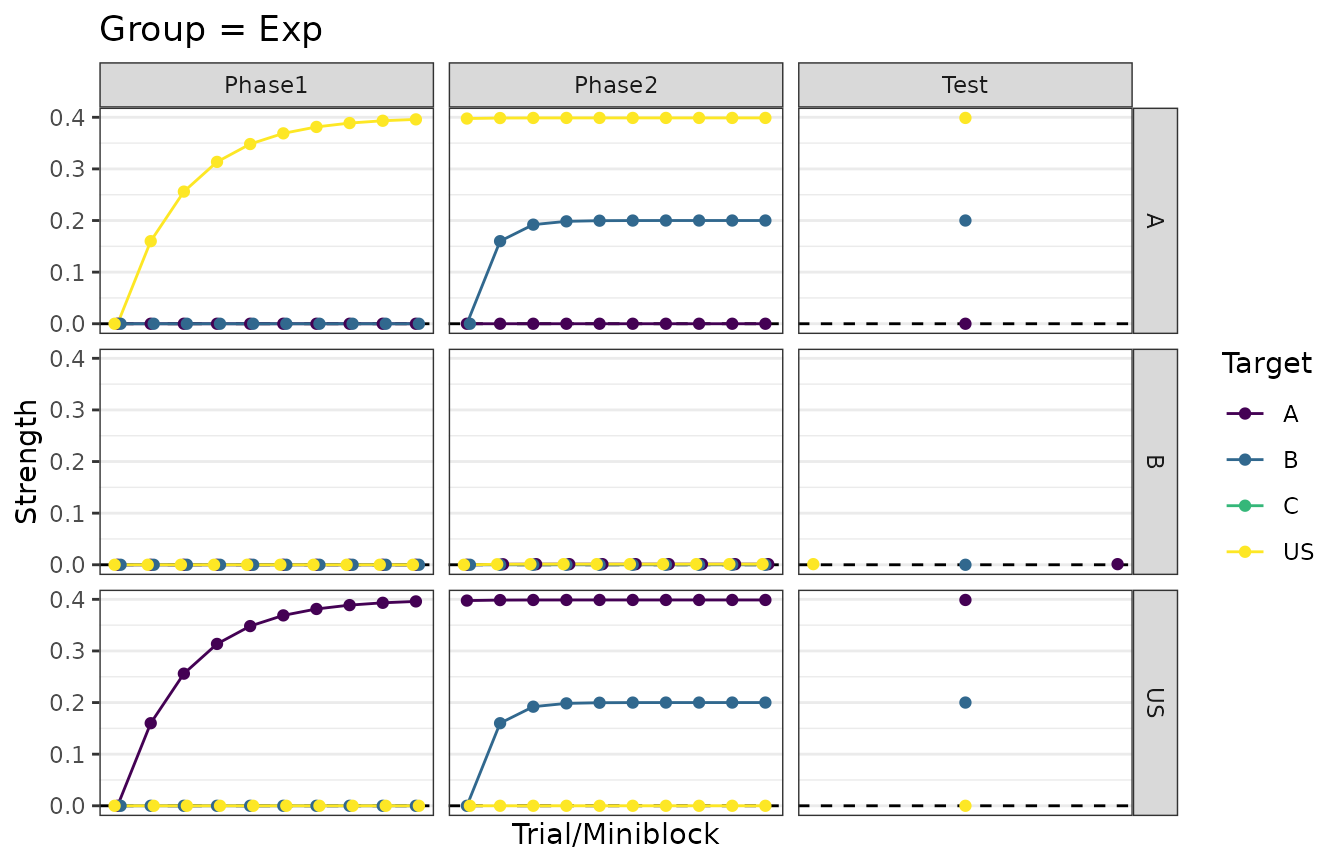 Group = Exp
Phase1 Phase2 Test
0.4
0.3
0.2
0.1
0.0
A
0.4
0.3
0.2
0.1
0.0
B
0.4
0.3
0.2
0.1
0.0
US
Strength
Trial/Miniblock
Target
A
B
C
US